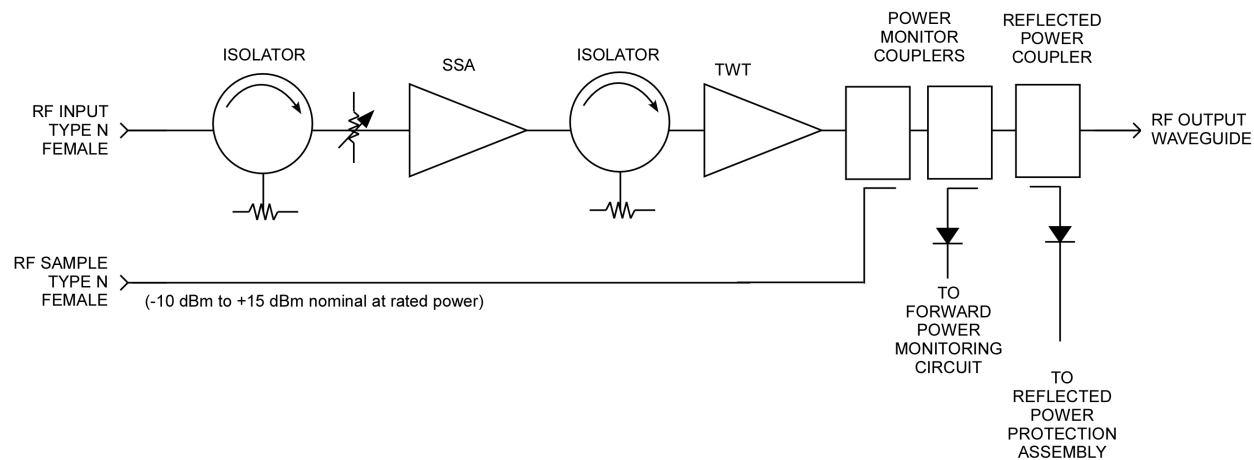 POWER
MONITOR
COUPLERS
REFLECTED
POWER
COUPLER
ISOLATOR
SSA
ISOLATOR
TWT
RF INPUT
TYPE N
FEMALE
RF OUTPUT
WAVEGUIDE
RF SAMPLE
TYPE N
FEMALE
(-10 dBm to +15 dBm nominal at rated power)
TO
FORWARD
POWER
MONITORING
CIRCUIT
TO
REFLECTED
POWER
PROTECTION
ASSEMBLY